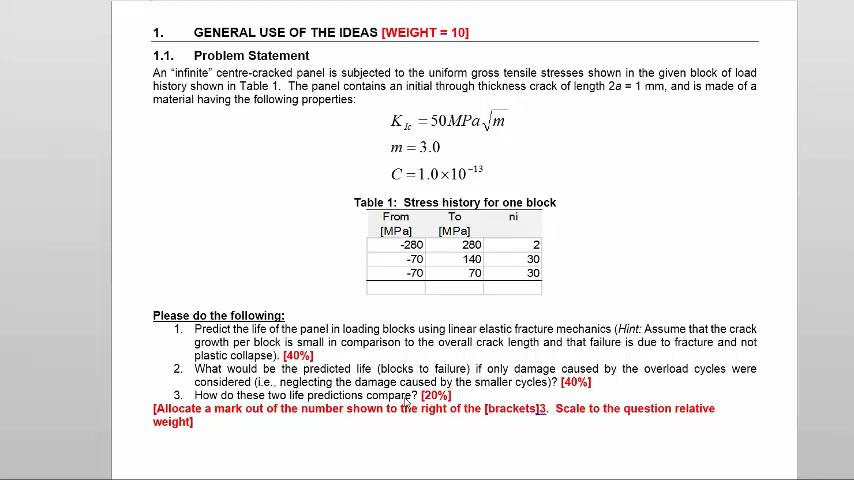 1. GENERAL USE OF THE IDEAS [WEIGHT = 10]
1.1. Problem Statement
An “infinite” centre-cracked panel is subjected to the uniform gross tensile stresses shown in the given block of load
history shown in Table 1. The panel contains an initial through thickness crack of length 2a = 1 mm, and is made of a
material having the following properties:
K_Ic = 50MPa√m
m = 3.0
C = 1.0×10⁻¹³
Table 1: Stress history for one block
From To ni
[MPa] [MPa]
-280 280 2
-70 140 30
-70 70 30
Please do the following:
1. Predict the life of the panel in loading blocks using linear elastic fracture mechanics (Hint: Assume that the crack
growth per block is small in comparison to the overall crack length and that failure is due to fracture and not
plastic collapse). [40%]
2. What would be the predicted life (blocks to failure) if only damage caused by the overload cycles were
considered (i.e., neglecting the damage caused by the smaller cycles)? [40%]
3. How do these two life predictions compare? [20%]
[Allocate a mark out of the number shown to the right of the [brackets]3. Scale to the question relative
weight]